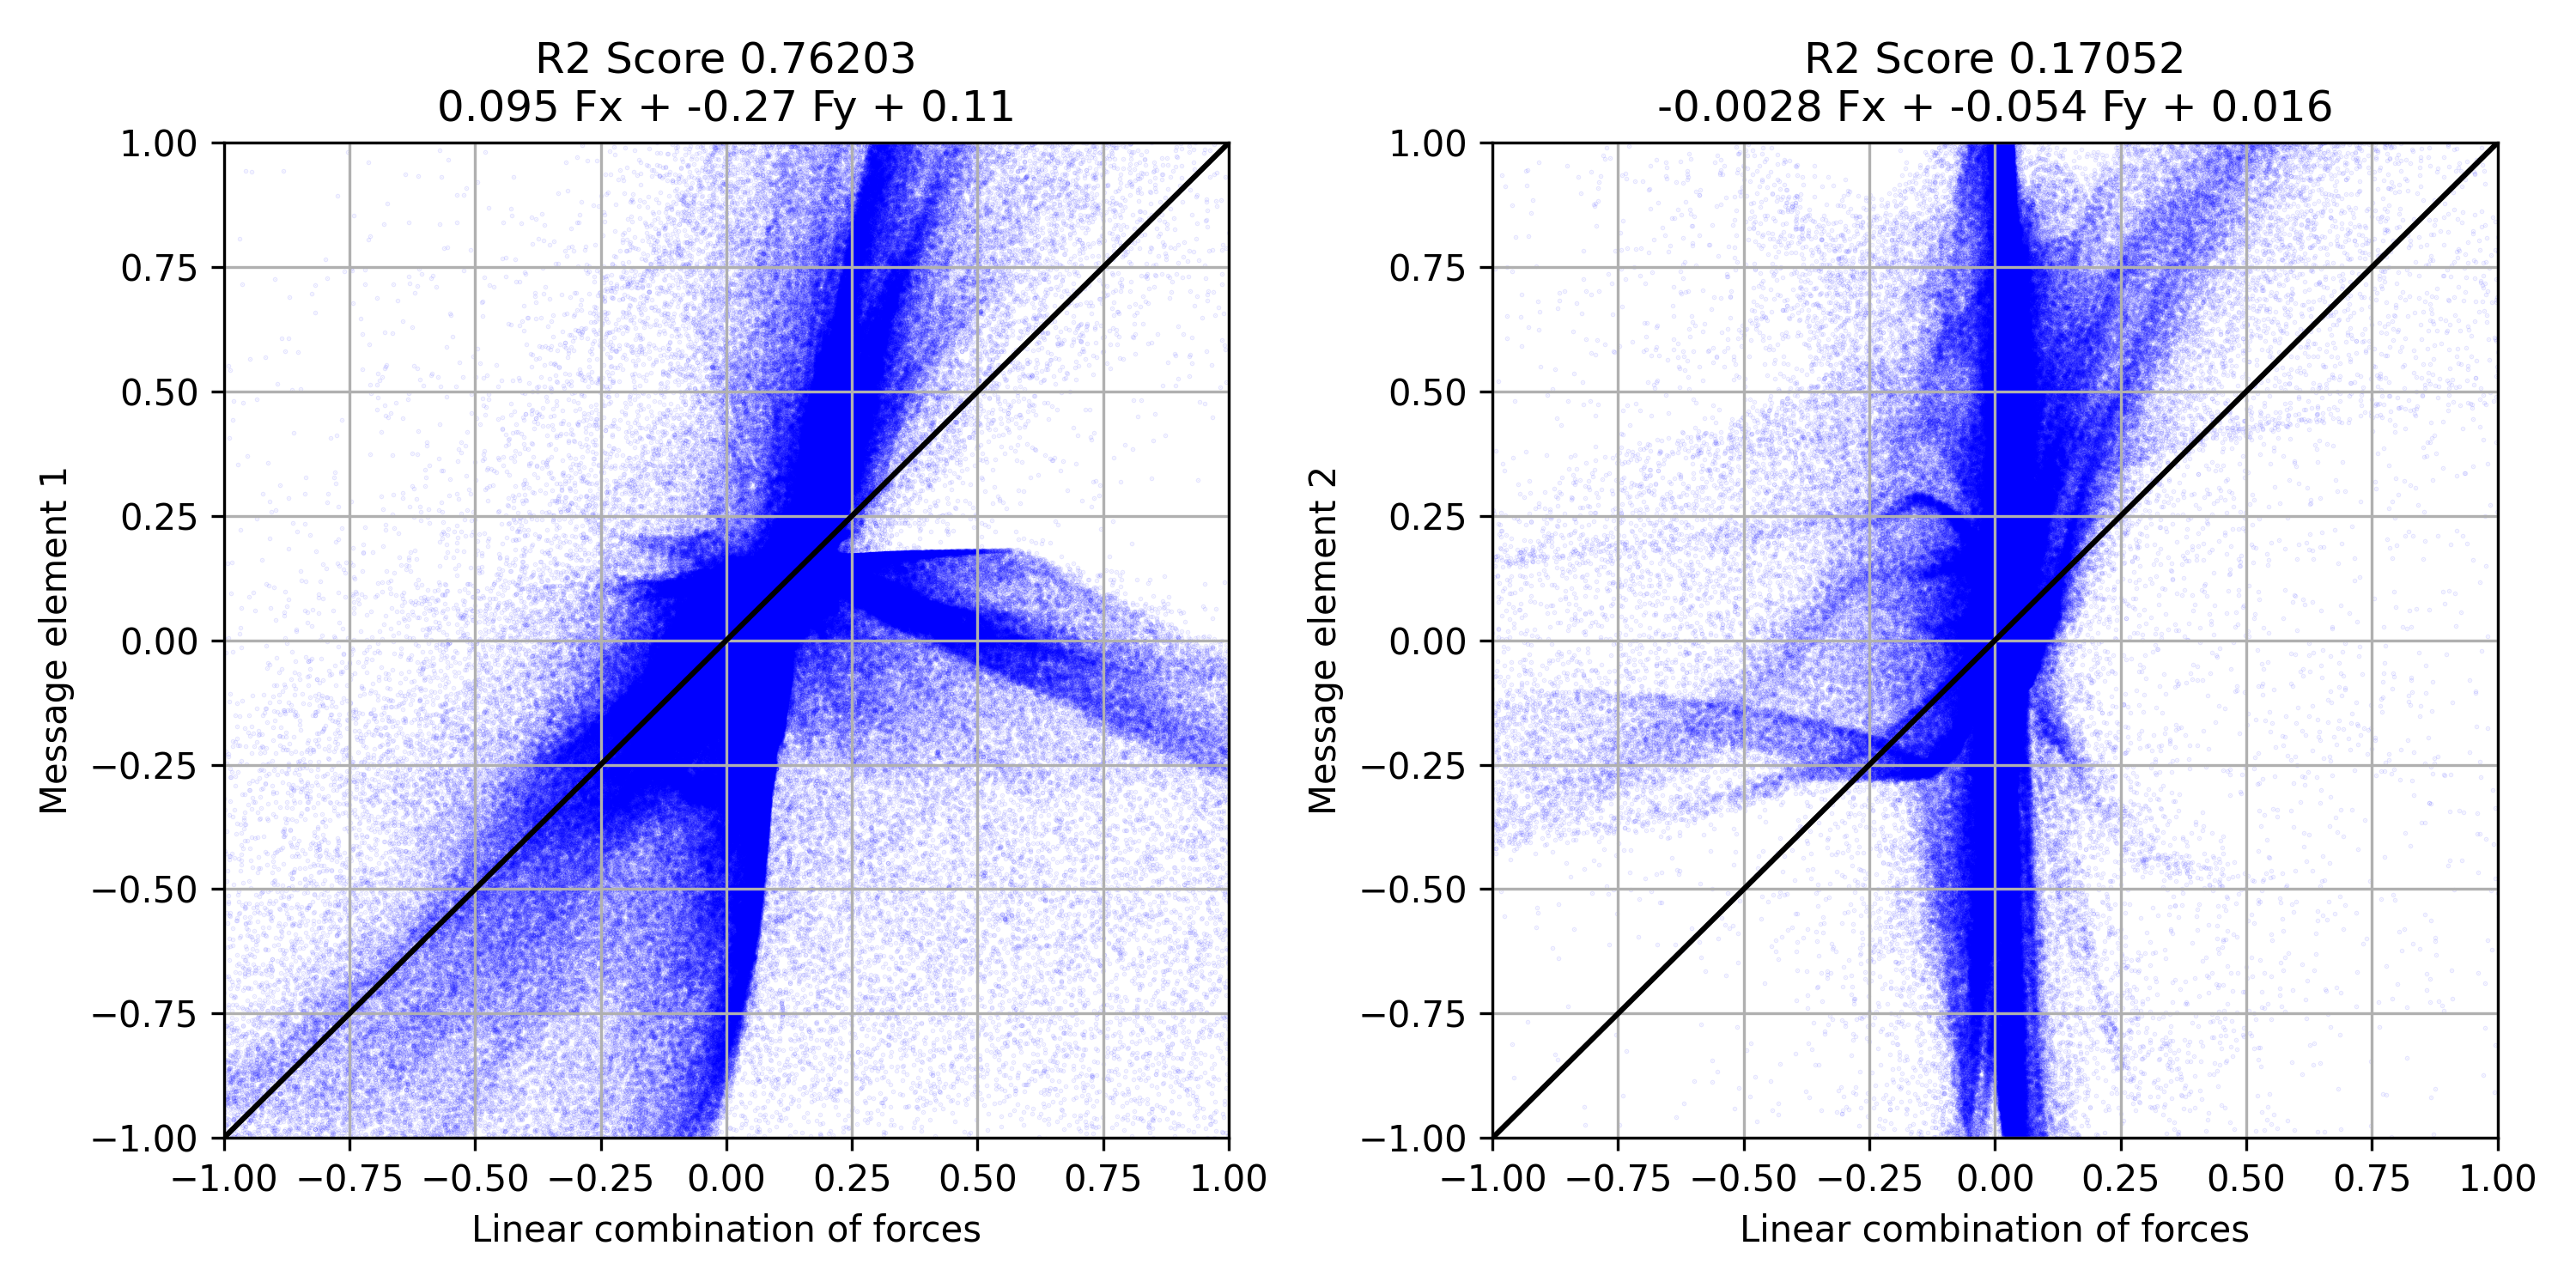 R2 Score 0.76203
0.095 Fx + -0.27 Fy + 0.11
1.00
0.75
0.50
0.25
0.00
−0.25
−0.50
−0.75
−1.00
Message element 1
−1.00 −0.75 −0.50 −0.25 0.00 0.25 0.50 0.75 1.00
Linear combination of forces
R2 Score 0.17052
-0.0028 Fx + -0.054 Fy + 0.016
1.00
0.75
0.50
0.25
0.00
−0.25
−0.50
−0.75
−1.00
Message element 2
−1.00 −0.75 −0.50 −0.25 0.00 0.25 0.50 0.75 1.00
Linear combination of forces